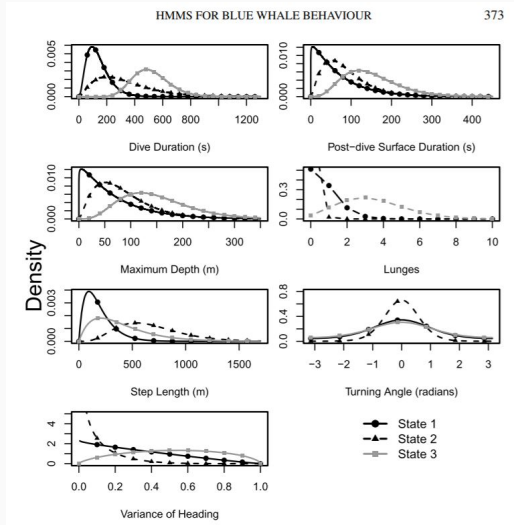 HMMS FOR BLUE WHALE BEHAVIOUR 373
0.000 0.005
0 200 400 600 800 1200
Dive Duration (s)
0.000 0.010
0 100 200 300 400
Post−dive Surface Duration (s)
0.000 0.010
0 50 100 200 300
Maximum Depth (m)
0.0 0.3
0 2 4 6 8 10
Lunges
Density
0.000 0.003
0 500 1000 1500
Step Length (m)
0.0 0.4 0.8
−3 −2 −1 0 1 2 3
Turning Angle (radians)
0 2 4
0.0 0.2 0.4 0.6 0.8 1.0
Variance of Heading
State 1
State 2
State 3